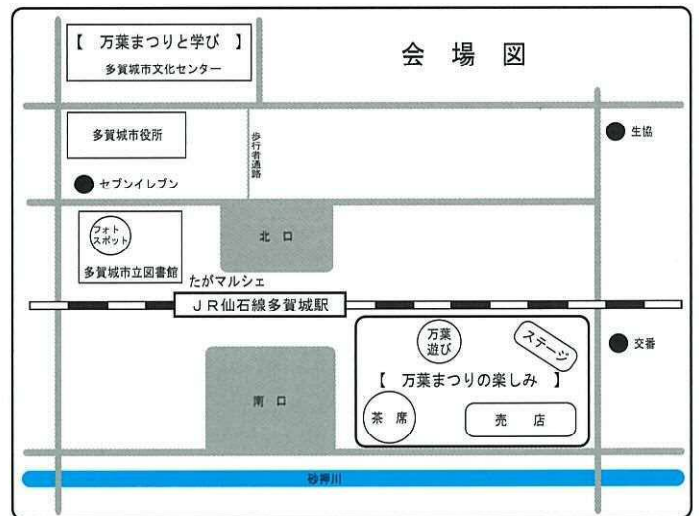 会場図
【 万葉まつりと学び 】
多賀城市文化センター
多賀城市役所
歩行者通路
生協
セブンイレブン
フォト
スポット
多賀城市立図書館
北口
たがマルシェ
JR仙石線多賀城駅
万葉
遊び
ステージ
交番
【 万葉まつりの楽しみ 】
南口
茶席
売店
砂押川